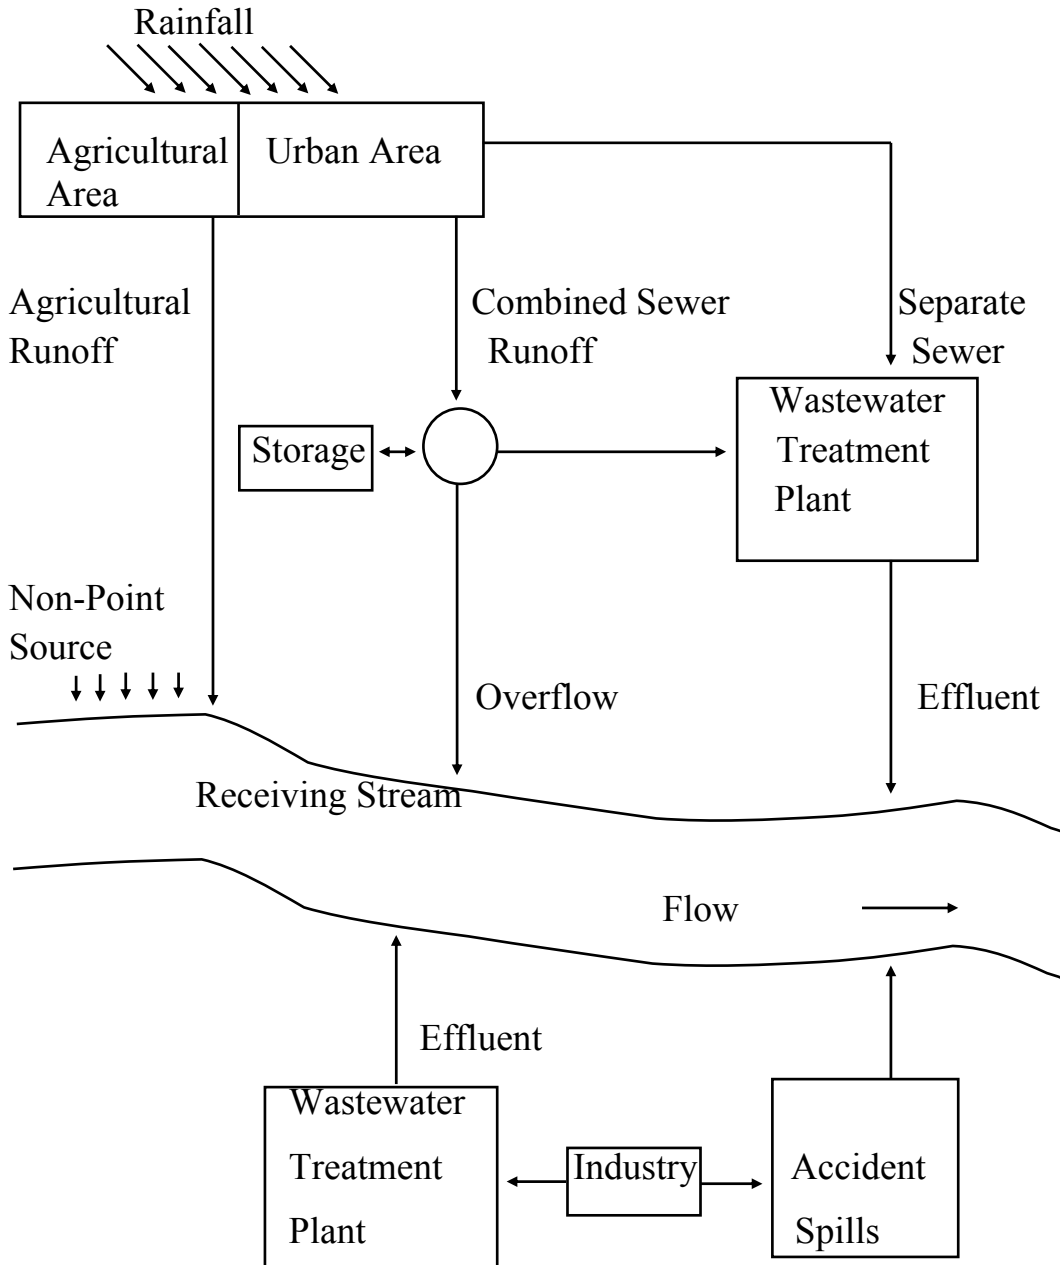 Rainfall
Agricultural
Area
Urban Area
Agricultural
Runoff
Combined Sewer
Runoff
Separate
Sewer
Storage
Wastewater
Treatment
Plant
Non-Point
Source
Overflow
Effluent
Receiving Stream
Flow
Effluent
Wastewater
Treatment
Plant
Industry
Accident
Spills